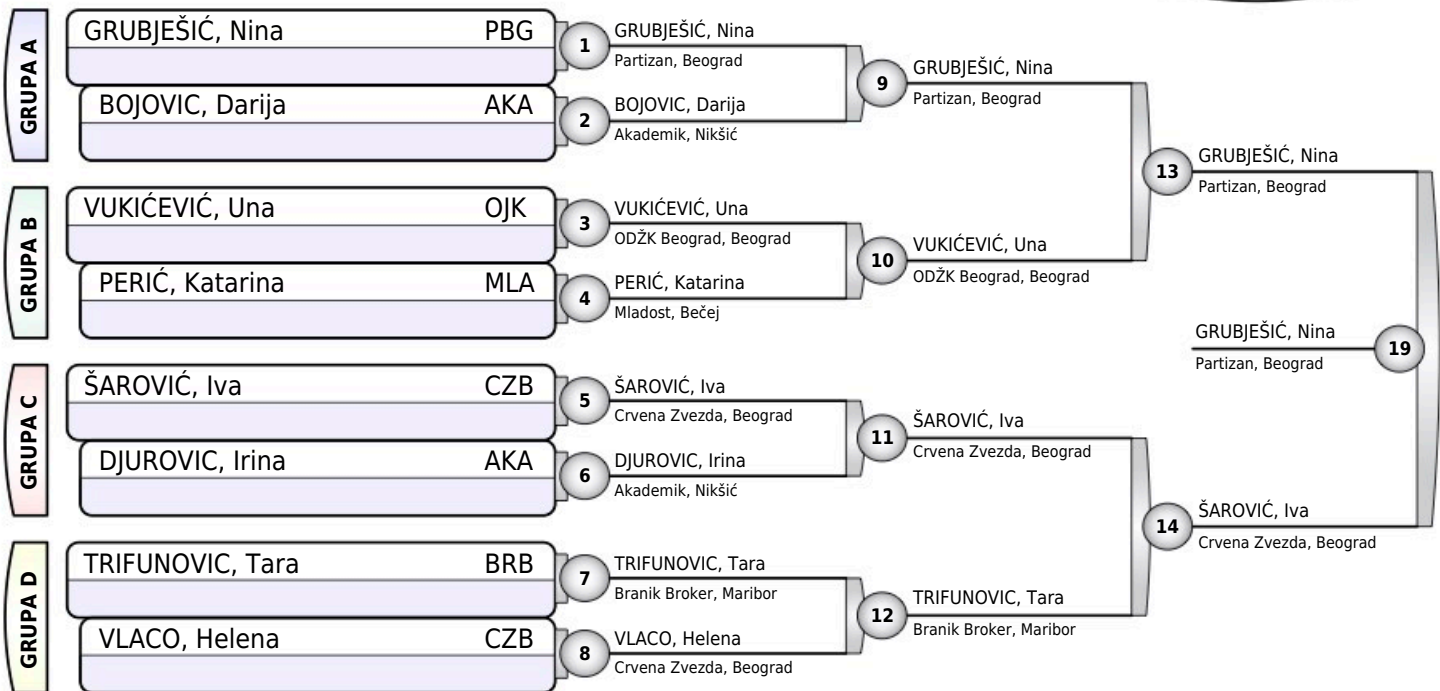 GRUPA A
GRUBJEŠIĆ, Nina PBG
BOJOVIC, Darija AKA
1
GRUBJEŠIĆ, Nina
Partizan, Beograd
2
BOJOVIC, Darija
Akademik, Nikšić
9
GRUBJEŠIĆ, Nina
Partizan, Beograd
GRUPA B
VUKIĆEVIĆ, Una OJK
PERIĆ, Katarina MLA
3
VUKIĆEVIĆ, Una
ODŽK Beograd, Beograd
4
PERIĆ, Katarina
Mladost, Bečej
10
VUKIĆEVIĆ, Una
ODŽK Beograd, Beograd
13
GRUBJEŠIĆ, Nina
Partizan, Beograd
GRUPA C
ŠAROVIĆ, Iva CZB
DJUROVIC, Irina AKA
5
ŠAROVIĆ, Iva
Crvena Zvezda, Beograd
6
DJUROVIC, Irina
Akademik, Nikšić
11
ŠAROVIĆ, Iva
Crvena Zvezda, Beograd
GRUPA D
TRIFUNOVIC, Tara BRB
VLACO, Helena CZB
7
TRIFUNOVIC, Tara
Branik Broker, Maribor
8
VLACO, Helena
Crvena Zvezda, Beograd
12
TRIFUNOVIC, Tara
Branik Broker, Maribor
14
ŠAROVIĆ, Iva
Crvena Zvezda, Beograd
GRUBJEŠIĆ, Nina
Partizan, Beograd
19